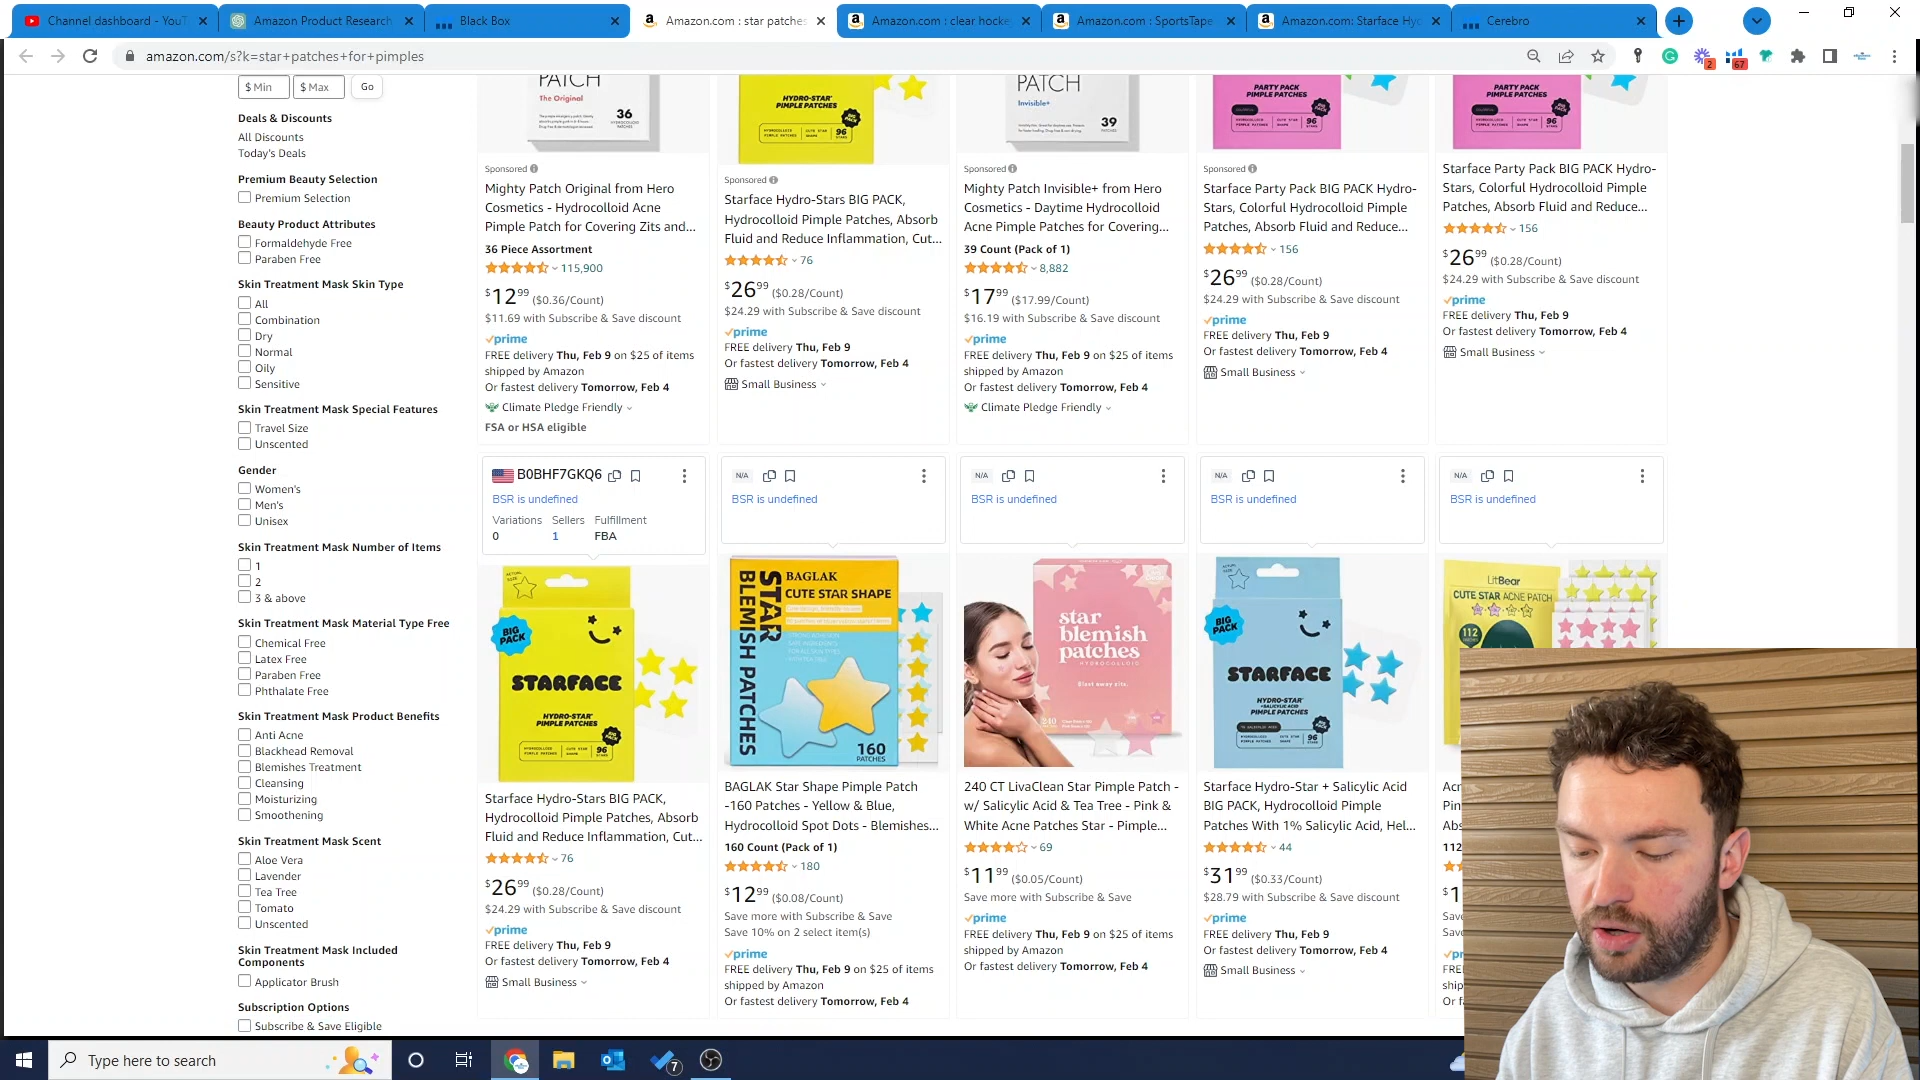 Channel dashboard - YouT
Amazon Product Research
Black Box
Amazon.com : star patches
Amazon.com : clear hocke
Amazon.com : SportsTape
Amazon.com: Starface Hyd
Cerebro
amazon.com/s?k=star+patches+for+pimples
2
67
$ Min
$ Max
Go
Deals & Discounts
All Discounts
Today's Deals
Premium Beauty Selection
Premium Selection
Beauty Product Attributes
Formaldehyde Free
Paraben Free
Skin Treatment Mask Skin Type
All
Combination
Dry
Normal
Oily
Sensitive
Skin Treatment Mask Special Features
Travel Size
Unscented
Gender
Women's
Men's
Unisex
Skin Treatment Mask Number of Items
1
2
3 & above
Skin Treatment Mask Material Type Free
Chemical Free
Latex Free
Paraben Free
Phthalate Free
Skin Treatment Mask Product Benefits
Anti Acne
Blackhead Removal
Blemishes Treatment
Cleansing
Moisturizing
Smoothening
Skin Treatment Mask Scent
Aloe Vera
Lavender
Tea Tree
Tomato
Unscented
Skin Treatment Mask Included
Components
Applicator Brush
Subscription Options
Subscribe & Save Eligible
PATCH
The Original
36
Sponsored
Mighty Patch Original from Hero
Cosmetics - Hydrocolloid Acne
Pimple Patch for Covering Zits and...
36 Piece Assortment
115,900
$12.99 ($0.36/Count)
$11.69 with Subscribe & Save discount
prime
FREE delivery Thu, Feb 9 on $25 of items
shipped by Amazon
Or fastest delivery Tomorrow, Feb 4
Climate Pledge Friendly
FSA or HSA eligible
HYDRO-STAR
PIMPLE PATCHES
96
Sponsored
Starface Hydro-Stars BIG PACK,
Hydrocolloid Pimple Patches, Absorb
Fluid and Reduce Inflammation, Cut...
76
$26.99 ($0.28/Count)
$24.29 with Subscribe & Save discount
prime
FREE delivery Thu, Feb 9
Or fastest delivery Tomorrow, Feb 4
Small Business
PATCH
Invisible+
39
Sponsored
Mighty Patch Invisible+ from Hero
Cosmetics - Daytime Hydrocolloid
Acne Pimple Patches for Covering...
39 Count (Pack of 1)
8,882
$17.99 ($17.99/Count)
$16.19 with Subscribe & Save discount
prime
FREE delivery Thu, Feb 9 on $25 of items
shipped by Amazon
Or fastest delivery Tomorrow, Feb 4
Climate Pledge Friendly
PARTY PACK
PIMPLE PATCHES
96
Sponsored
Starface Party Pack BIG PACK Hydro-
Stars, Colorful Hydrocolloid Pimple
Patches, Absorb Fluid and Reduce...
156
$26.99 ($0.28/Count)
$24.29 with Subscribe & Save discount
prime
FREE delivery Thu, Feb 9
Or fastest delivery Tomorrow, Feb 4
Small Business
PARTY PACK
PIMPLE PATCHES
96
Starface Party Pack BIG PACK Hydro-
Stars, Colorful Hydrocolloid Pimple
Patches, Absorb Fluid and Reduce...
156
$26.99 ($0.28/Count)
$24.29 with Subscribe & Save discount
prime
FREE delivery Thu, Feb 9
Or fastest delivery Tomorrow, Feb 4
Small Business
B0BHF7GKQ6
BSR is undefined
Variations Sellers Fulfillment
0 1 FBA
BIG PACK
STARFACE
HYDRO-STAR
PIMPLE PATCHES
96
Starface Hydro-Stars BIG PACK,
Hydrocolloid Pimple Patches, Absorb
Fluid and Reduce Inflammation, Cut...
76
$26.99 ($0.28/Count)
$24.29 with Subscribe & Save discount
prime
FREE delivery Thu, Feb 9
Or fastest delivery Tomorrow, Feb 4
Small Business
N/A
BSR is undefined
STAR
BLEMISH PATCHES
BAGLAK
CUTE STAR SHAPE
160
PATCHES
BAGLAK Star Shape Pimple Patch
-160 Patches - Yellow & Blue,
Hydrocolloid Spot Dots - Blemishes...
160 Count (Pack of 1)
180
$12.99 ($0.08/Count)
Save more with Subscribe & Save
Save 10% on 2 select item(s)
prime
FREE delivery Thu, Feb 9 on $25 of items
shipped by Amazon
Or fastest delivery Tomorrow, Feb 4
N/A
BSR is undefined
star
blemish
patches
HYDROCOLLOID
Blast away zits.
240
240 CT LivaClean Star Pimple Patch -
w/ Salicylic Acid & Tea Tree - Pink &
White Acne Patches Star - Pimple...
69
$11.99 ($0.05/Count)
Save more with Subscribe & Save
prime
FREE delivery Thu, Feb 9 on $25 of items
shipped by Amazon
Or fastest delivery Tomorrow, Feb 4
N/A
BSR is undefined
BIG PACK
STARFACE
HYDRO-STAR
+SALICYLIC ACID
PIMPLE PATCHES
96
Starface Hydro-Star + Salicylic Acid
BIG PACK, Hydrocolloid Pimple
Patches With 1% Salicylic Acid, Hel...
44
$31.99 ($0.33/Count)
$28.79 with Subscribe & Save discount
prime
FREE delivery Thu, Feb 9
Or fastest delivery Tomorrow, Feb 4
Small Business
N/A
BSR is undefined
LitBear
CUTE STAR ACNE PATCH
112
Acr
Pin
Abs
112
$1
Save
Save
FREE
ship
Or f
Type here to search
7